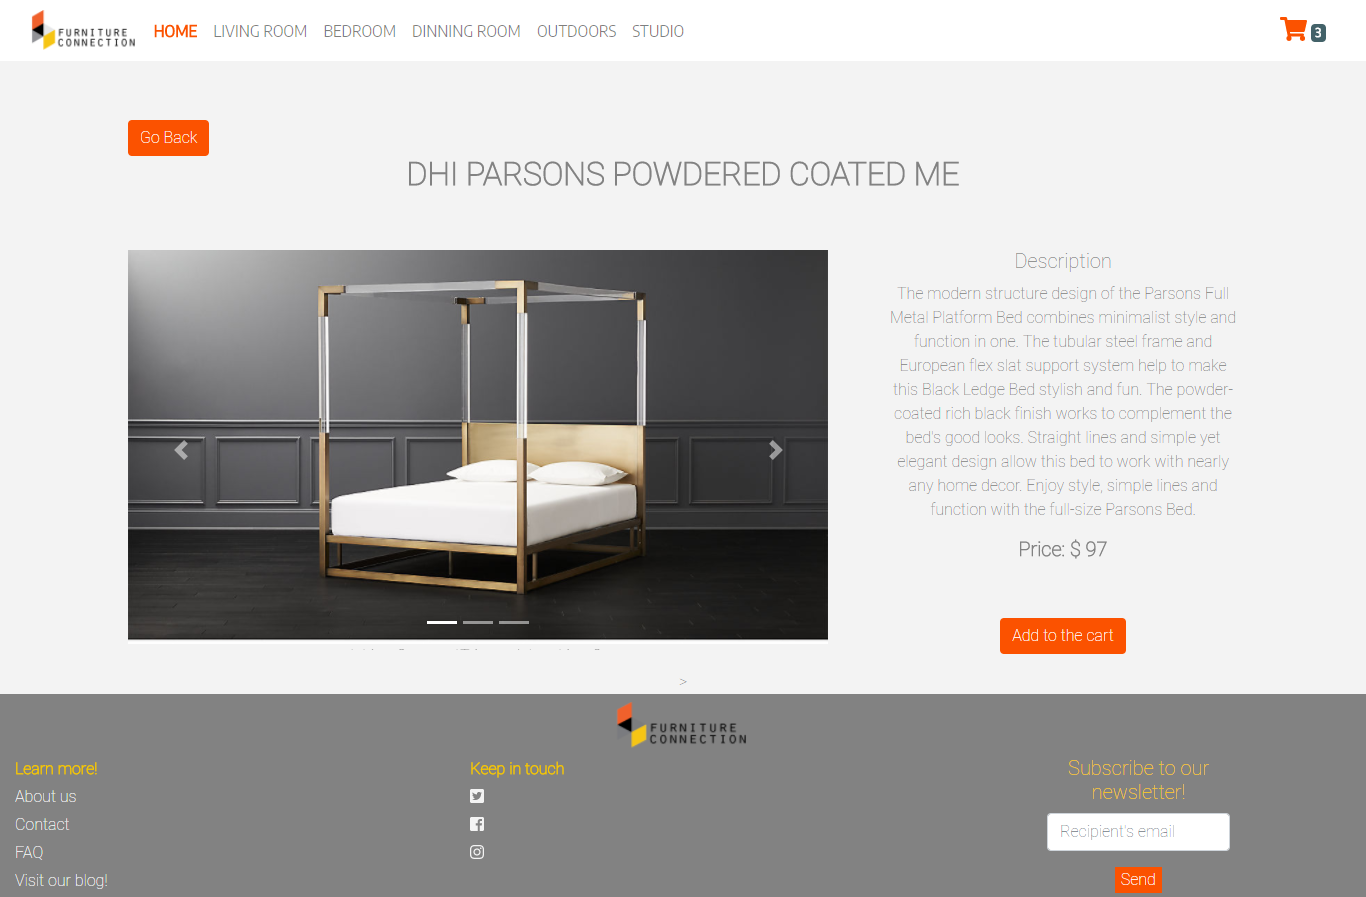 FURNITURE
CONNECTION
HOME LIVING ROOM BEDROOM DINNING ROOM OUTDOORS STUDIO
3
Go Back
DHI PARSONS POWDERED COATED ME
Description
The modern structure design of the Parsons Full
Metal Platform Bed combines minimalist style and
function in one. The tubular steel frame and
European flex slat support system help to make
this Black Ledge Bed stylish and fun. The powder-
coated rich black finish works to complement the
bed's good looks. Straight lines and simple yet
elegant design allow this bed to work with nearly
any home decor. Enjoy style, simple lines and
function with the full-size Parsons Bed.
Price: $ 97
Add to the cart
>
FURNITURE
CONNECTION
Learn more!
About us
Contact
FAQ
Visit our blog!
Keep in touch
Subscribe to our
newsletter!
Recipient's email
Send